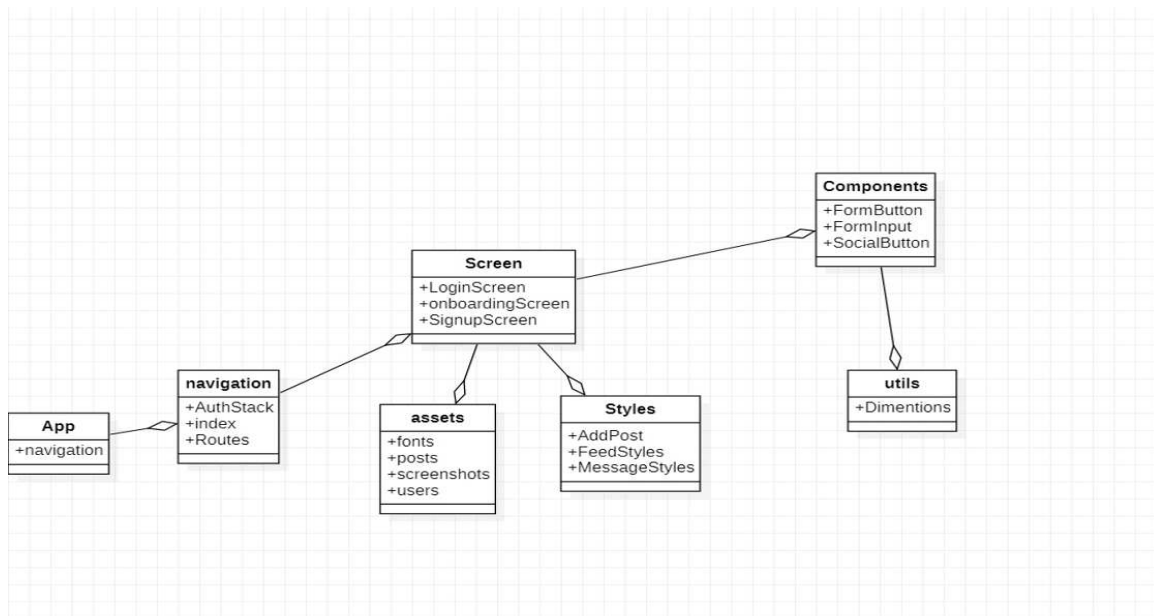 Components
+FormButton
+FormInput
+SocialButton
Screen
+LoginScreen
+onboardingScreen
+SignupScreen
navigation
+AuthStack
+index
+Routes
utils
+Dimentions
Styles
+AddPost
+FeedStyles
+MessageStyles
assets
+fonts
+posts
+screenshots
+users
App
+navigation